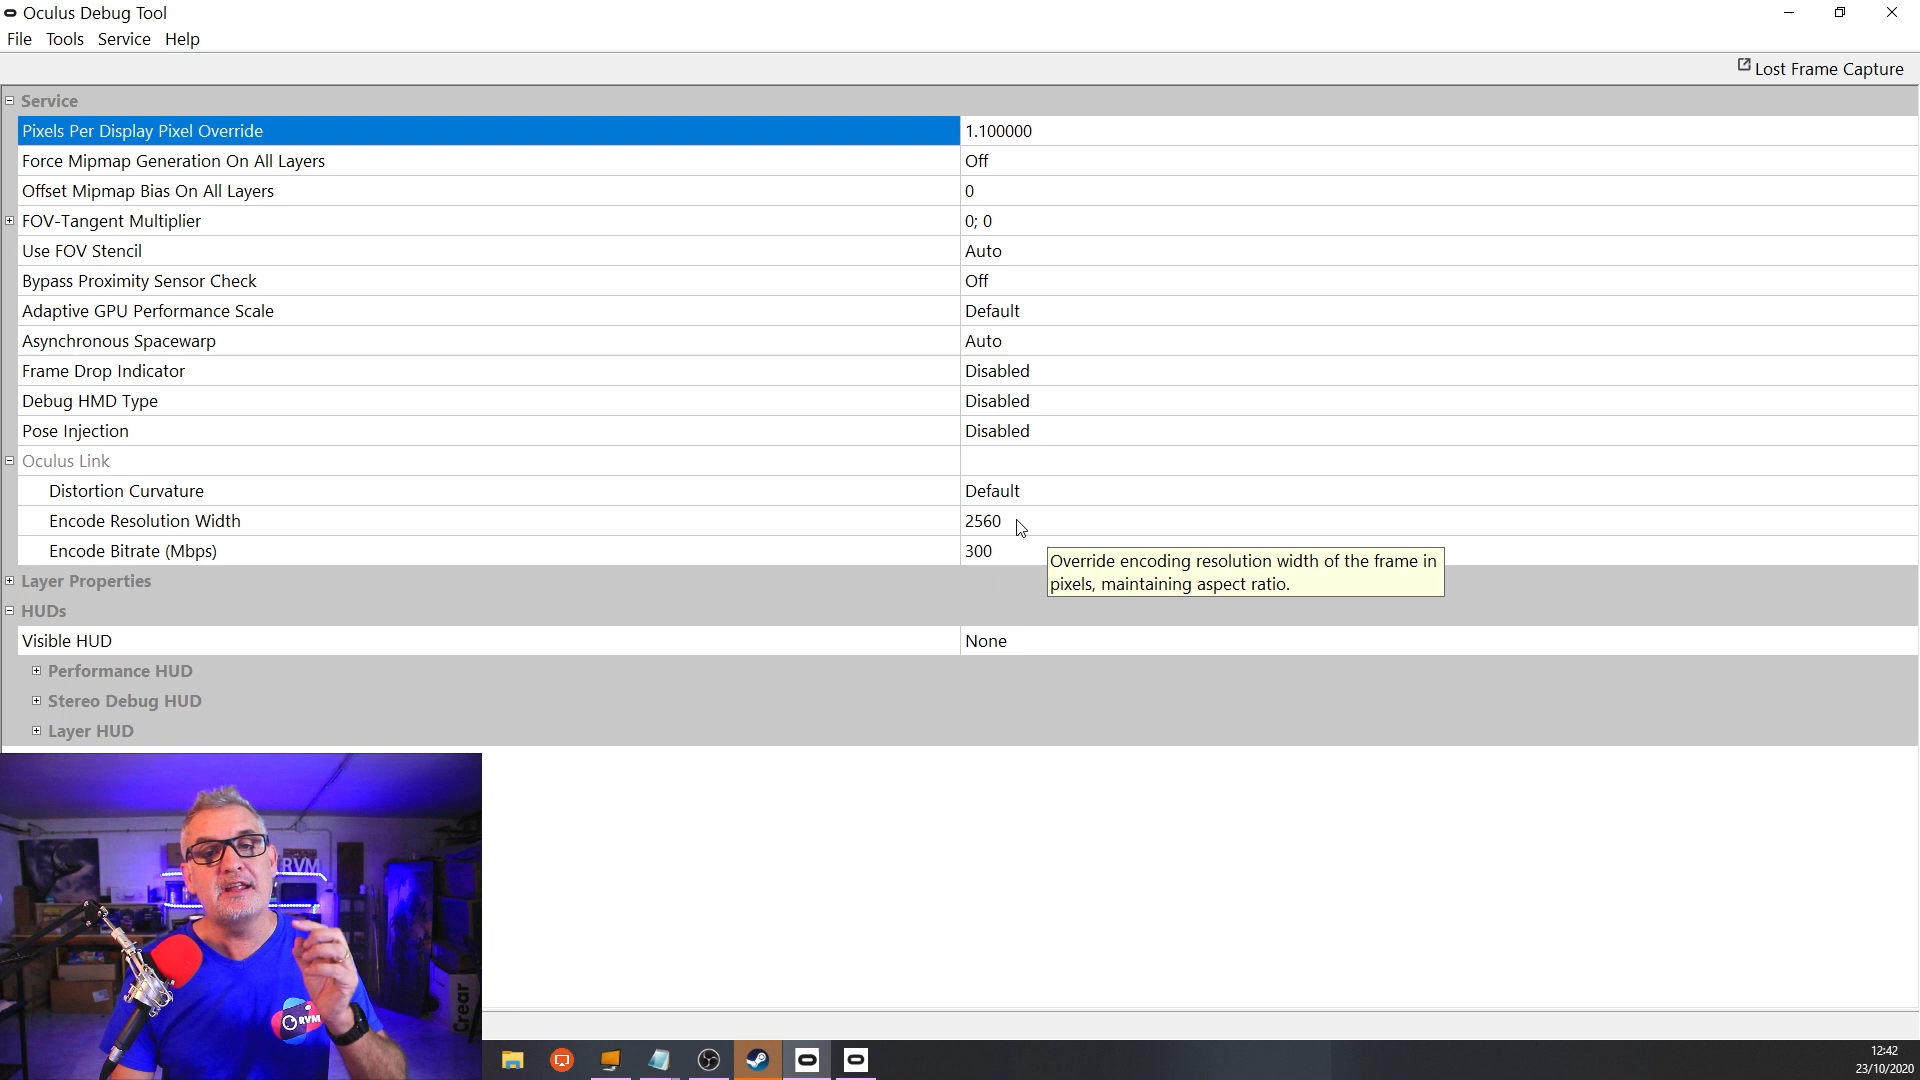 Oculus Debug Tool
File Tools Service Help
Lost Frame Capture
Service
Pixels Per Display Pixel Override 1.100000
Force Mipmap Generation On All Layers Off
Offset Mipmap Bias On All Layers 0
FOV-Tangent Multiplier 0; 0
Use FOV Stencil Auto
Bypass Proximity Sensor Check Off
Adaptive GPU Performance Scale Default
Asynchronous Spacewarp Auto
Frame Drop Indicator Disabled
Debug HMD Type Disabled
Pose Injection Disabled
Oculus Link
Distortion Curvature Default
Encode Resolution Width 2560
Encode Bitrate (Mbps) 300
Override encoding resolution width of the frame in
pixels, maintaining aspect ratio.
Layer Properties
HUDs
Visible HUD None
Performance HUD
Stereo Debug HUD
Layer HUD
RVM
RVM
Crear
12:42
23/10/2020